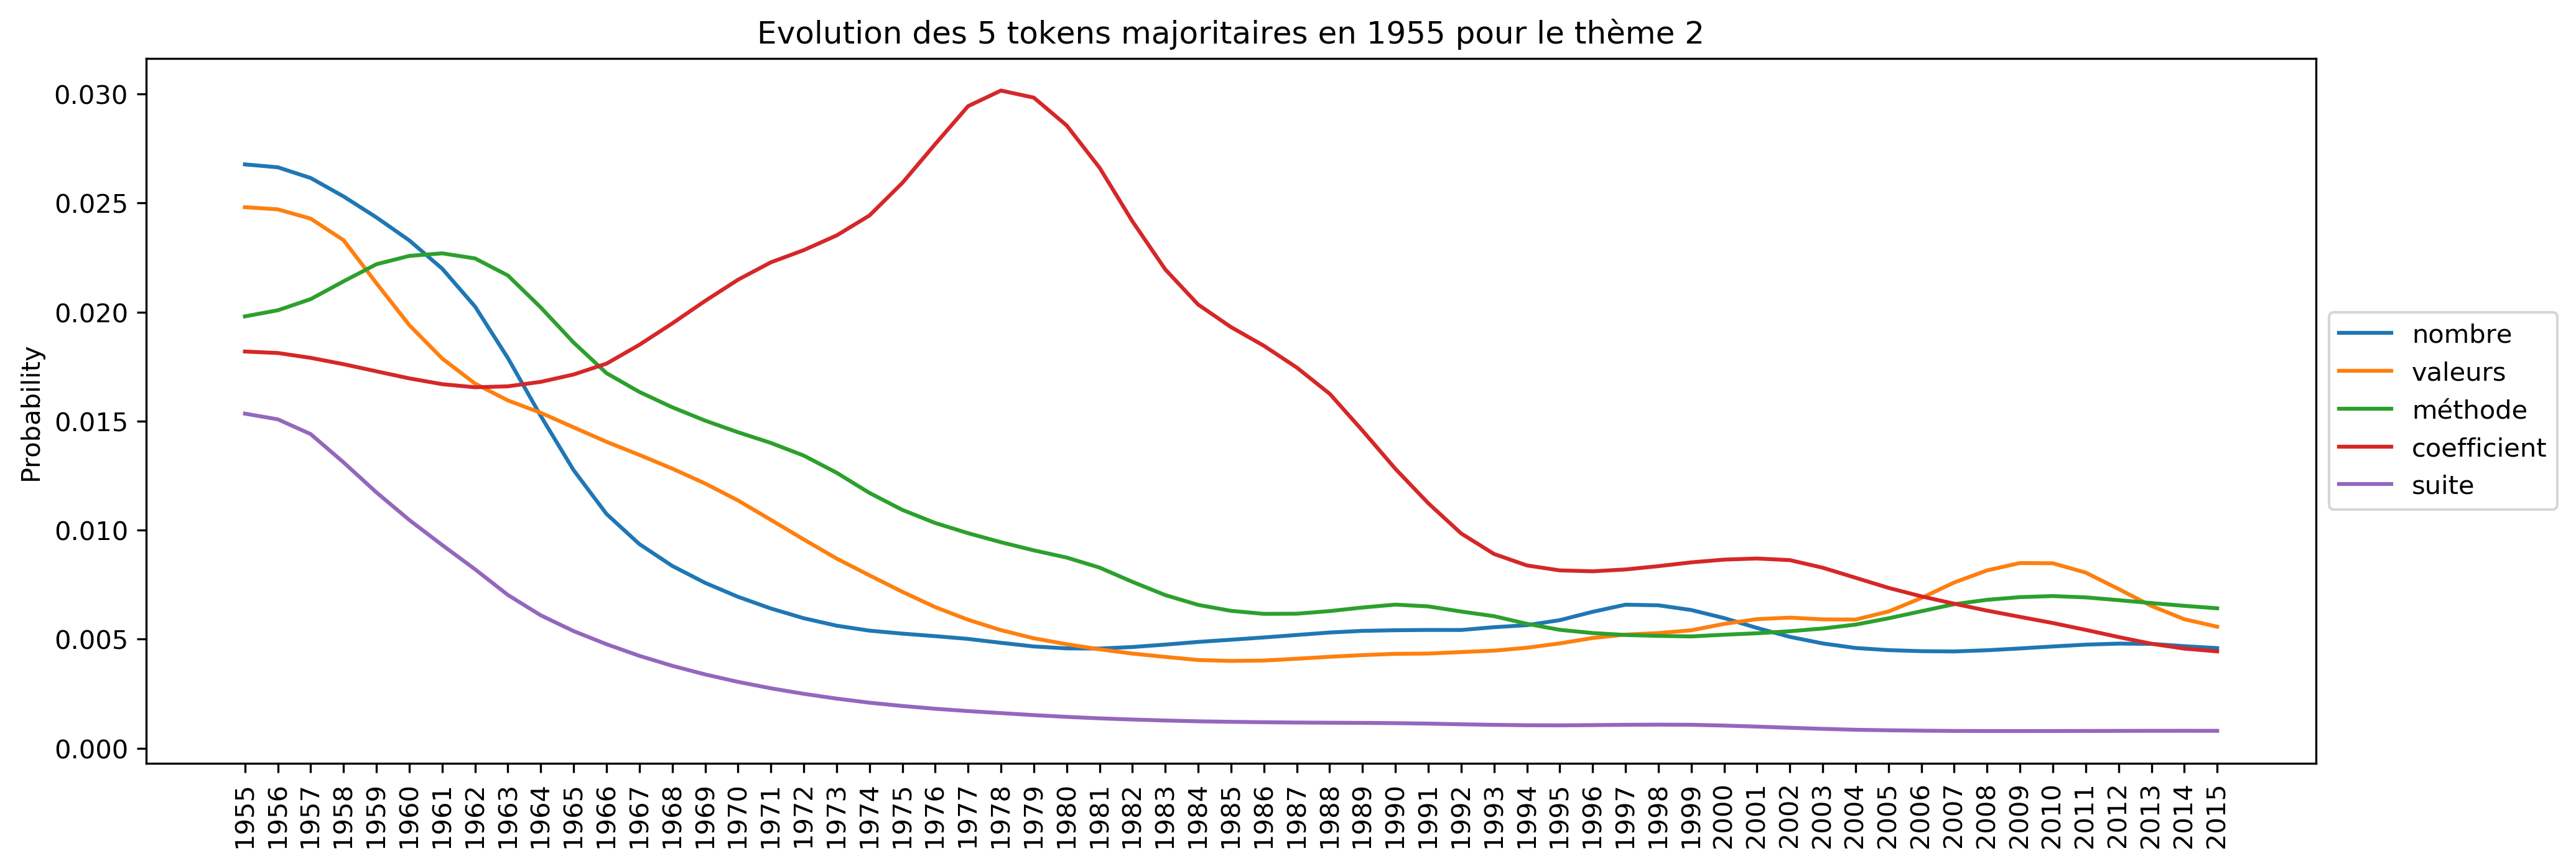 Evolution des 5 tokens majoritaires en 1955 pour le thème 2
Probability
0.030
0.025
0.020
0.015
0.010
0.005
0.000
1955 1956 1957 1958 1959 1960 1961 1962 1963 1964 1965 1966 1967 1968 1969 1970 1971 1972 1973 1974 1975 1976 1977 1978 1979 1980 1981 1982 1983 1984 1985 1986 1987 1988 1989 1990 1991 1992 1993 1994 1995 1996 1997 1998 1999 2000 2001 2002 2003 2004 2005 2006 2007 2008 2009 2010 2011 2012 2013 2014 2015
nombre
valeurs
méthode
coefficient
suite